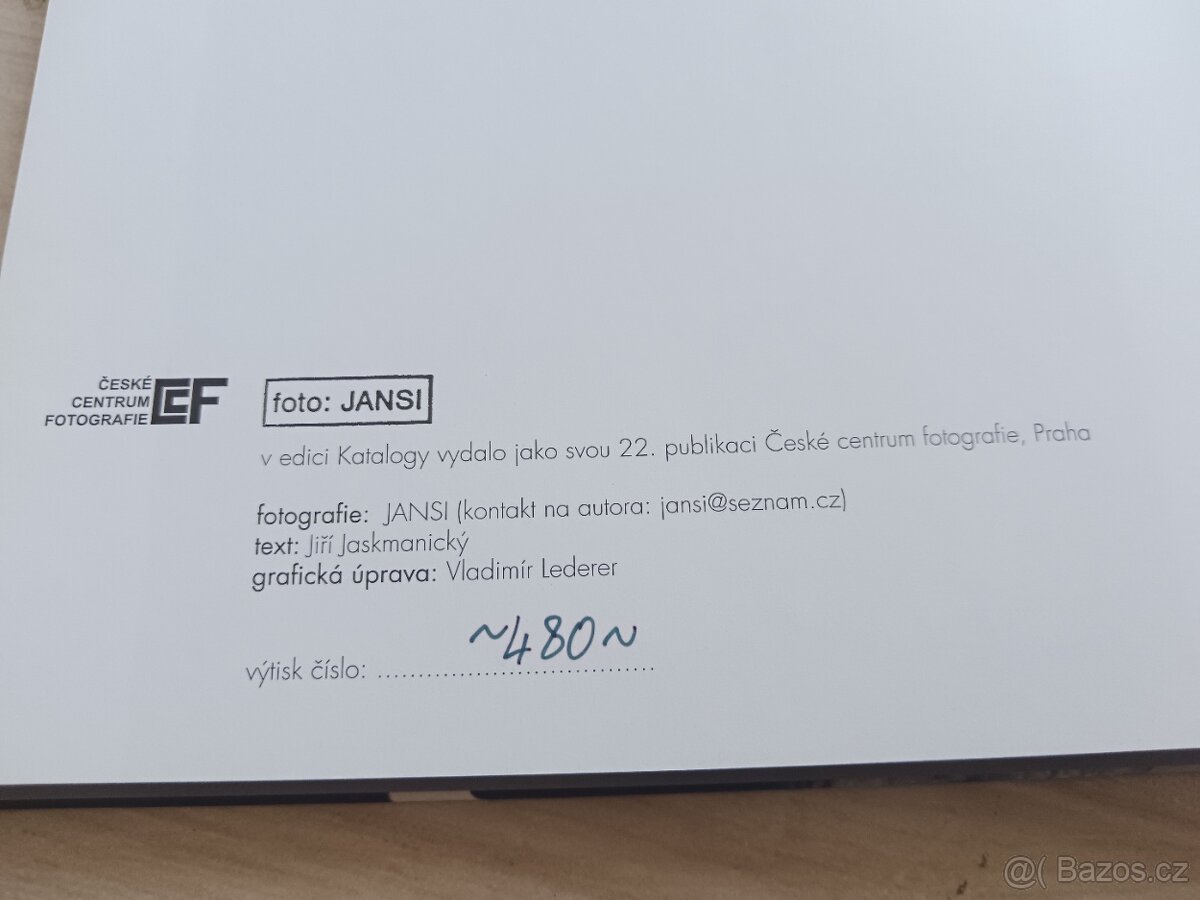 ČESKÉ
CENTRUM
FOTOGRAFIE
CCF
foto: JANSI
v edici Katalogy vydalo jako svou 22. publikaci České centrum fotografie, Praha
fotografie: JANSI (kontakt na autora: jansi@seznam.cz)
text: Jiří Jaskmanický
grafická úprava: Vladimír Lederer
výtisk číslo: ~480~
@( Bazos.cz